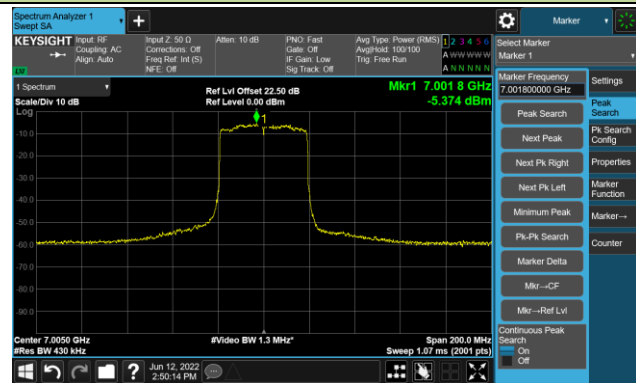 Spectrum Analyzer 1
Swept SA
Marker
KEYSIGHT
Input: RF
Coupling: AC
Align: Auto
Input Z: 50 Ω
Corrections: Off
Freq Ref: Int (S)
NFE: Off
Atten: 10 dB
PNO: Fast
Gate: Off
IF Gain: Low
Sig Track: Off
Avg Type: Power (RMS)
Avg|Hold: 100/100
Trig: Free Run
1 2 3 4 5 6
A W W W W W
A N N N N N
LXI
Select Marker
Marker 1
1 Spectrum
Scale/Div 10 dB
Log
Ref Lvl Offset 22.50 dB
Ref Level 0.00 dBm
Mkr1 7.001 8 GHz
-5.374 dBm
1
-10.0
-20.0
-30.0
-40.0
-50.0
-60.0
-70.0
-80.0
-90.0
Center 7.0050 GHz
#Res BW 430 kHz
#Video BW 1.3 MHz*
Span 200.0 MHz
Sweep 1.07 ms (2001 pts)
Marker Frequency
7.001800000 GHz
Peak Search
Next Peak
Next Pk Right
Next Pk Left
Minimum Peak
Pk-Pk Search
Marker Delta
Mkr→CF
Mkr→Ref Lvl
Continuous Peak
Search
On
Off
Settings
Peak
Search
Pk Search
Config
Properties
Marker
Function
Marker→
Counter
Jun 12, 2022
2:50:14 PM